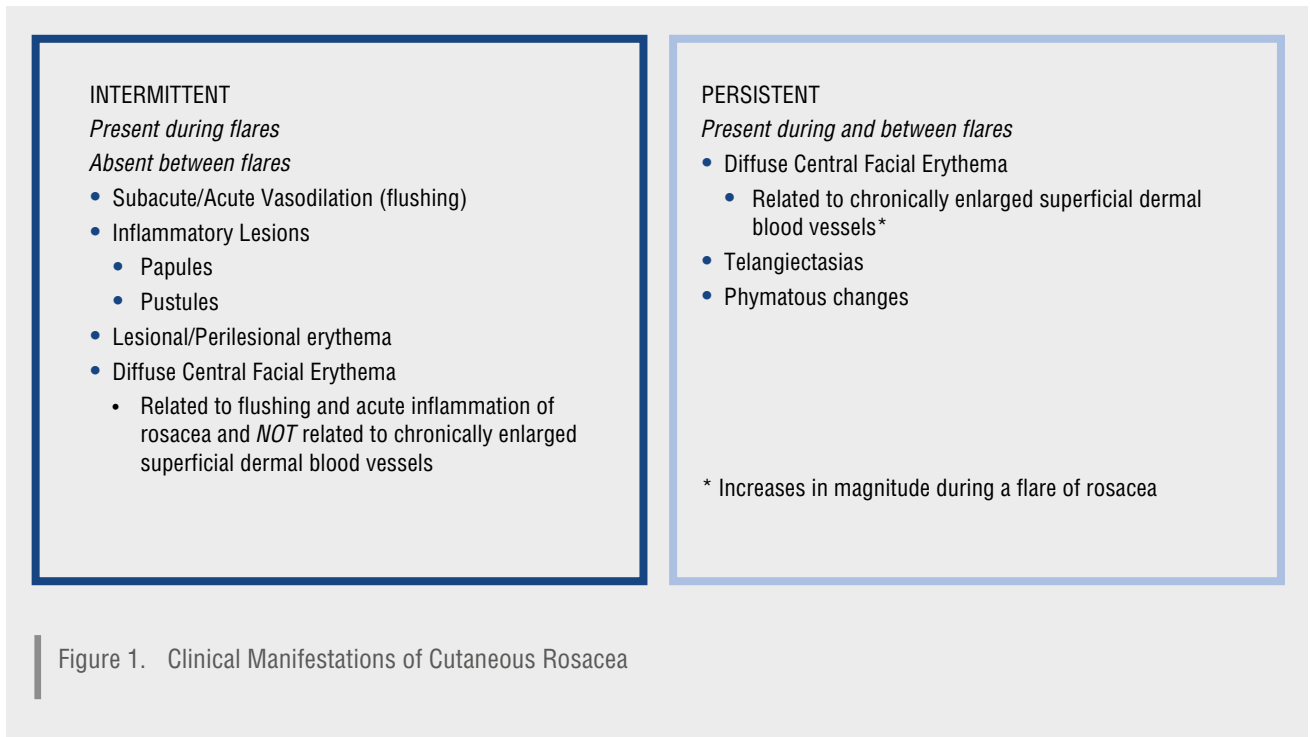 INTERMITTENT
Present during flares
Absent between flares
• Subacute/Acute Vasodilation (flushing)
• Inflammatory Lesions
• Papules
• Pustules
• Lesional/Perilesional erythema
• Diffuse Central Facial Erythema
• Related to flushing and acute inflammation of
rosacea and NOT related to chronically enlarged
superficial dermal blood vessels
PERSISTENT
Present during and between flares
• Diffuse Central Facial Erythema
• Related to chronically enlarged superficial dermal
blood vessels*
• Telangiectasias
• Phymatous changes
* Increases in magnitude during a flare of rosacea
Figure 1. Clinical Manifestations of Cutaneous Rosacea